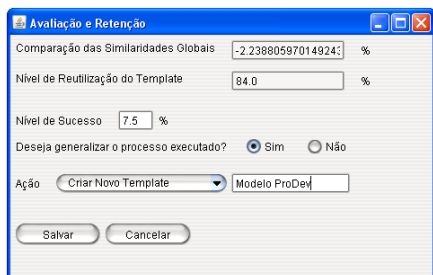 Avaliação e Retenção
Comparação das Similaridades Globais -2.238805970149243 %
Nível de Reutilização do Template 84.0 %
Nível de Sucesso 7.5 %
Deseja generalizar o processo executado? Sim Não
Ação Criar Novo Template Modelo ProDev
Salvar Cancelar